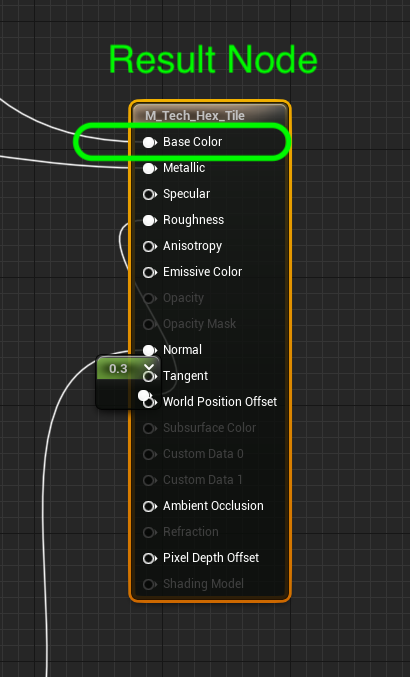 Result Node
M_Tech_Hex_Tile
Base Color
Metallic
Specular
Roughness
Anisotropy
Emissive Color
Opacity
Opacity Mask
Normal
0.3
Tangent
World Position Offset
Subsurface Color
Custom Data 0
Custom Data 1
Ambient Occlusion
Refraction
Pixel Depth Offset
Shading Model